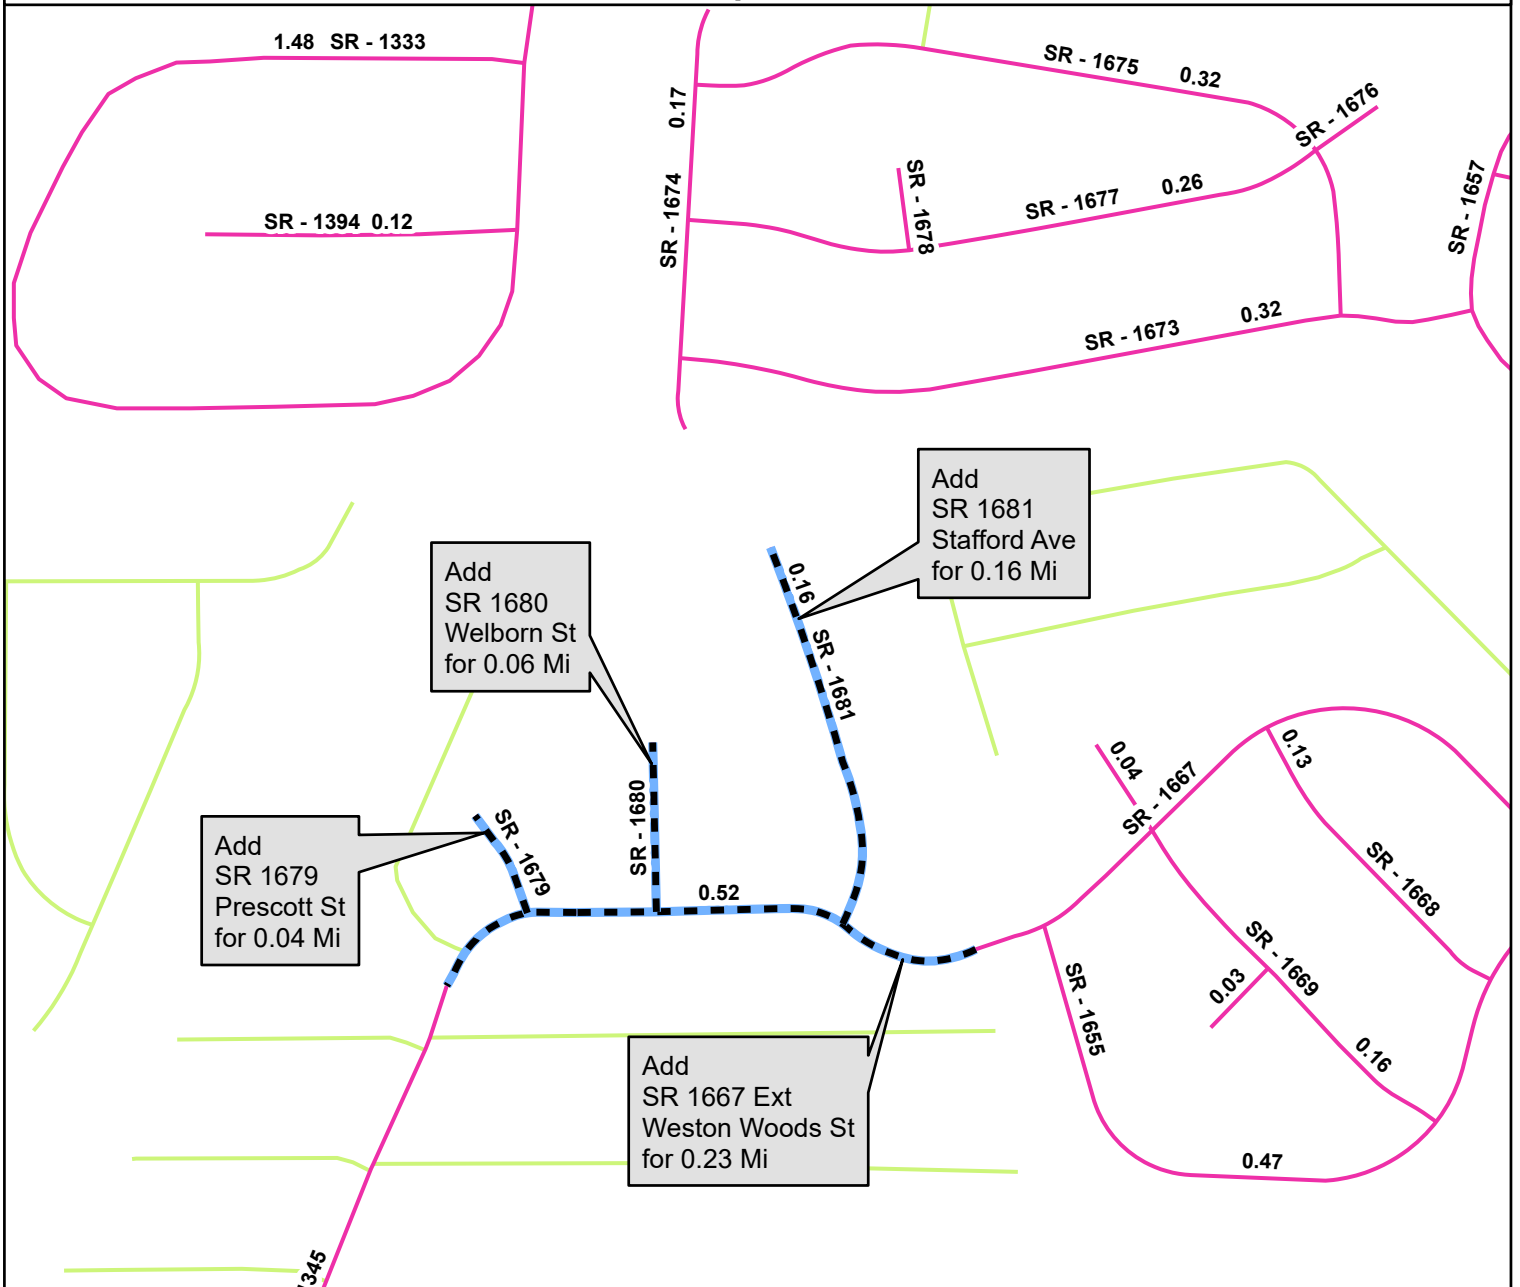 1.48 SR - 1333
SR - 1394 0.12
0.17
SR - 1674
SR - 1675 0.32
SR - 1676
SR - 1678
SR - 1677 0.26
SR - 1657
SR - 1673 0.32
Add
SR 1681
Stafford Ave
for 0.16 Mi
Add
SR 1680
Welborn St
for 0.06 Mi
0.16 SR - 1681
Add
SR 1679
Prescott St
for 0.04 Mi
SR - 1679
SR - 1680
0.52
0.04
SR - 1667
0.13
SR - 1668
SR - 1669
0.03
0.16
SR - 1655
0.47
Add
SR 1667 Ext
Weston Woods St
for 0.23 Mi
345